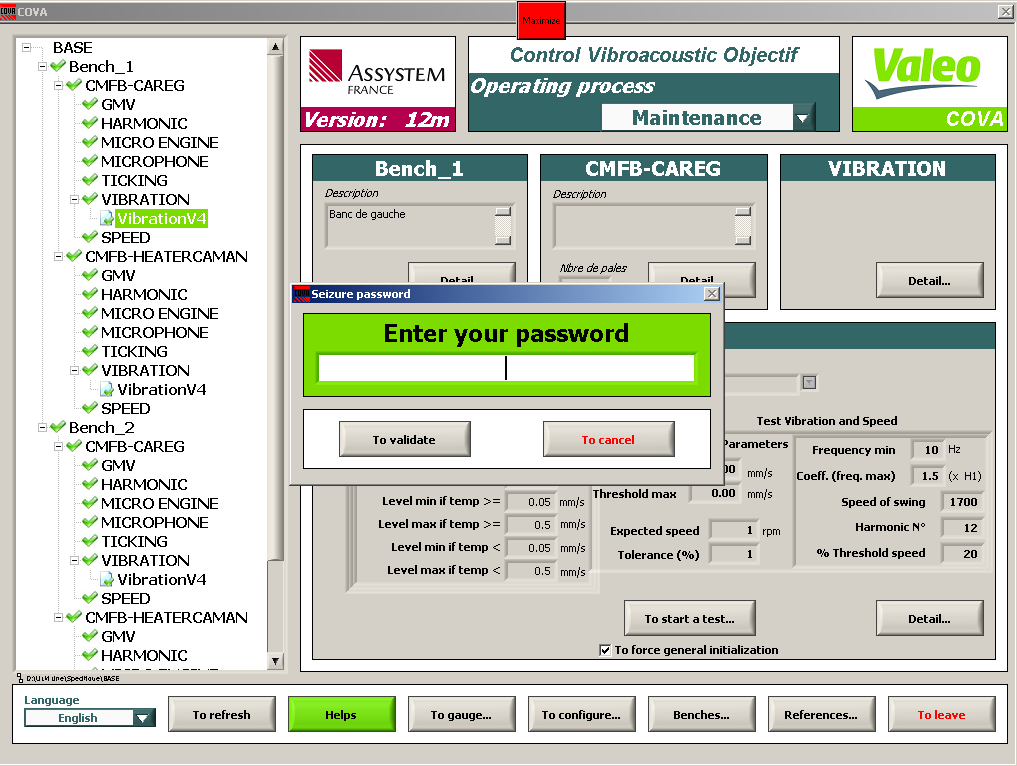 COVA
Maximize
BASE
Bench_1
CMFB-CAREG
GMV
HARMONIC
MICRO ENGINE
MICROPHONE
TICKING
VIBRATION
VibrationV4
SPEED
CMFB-HEATERCAMAN
GMV
HARMONIC
MICRO ENGINE
MICROPHONE
TICKING
VIBRATION
VibrationV4
SPEED
Bench_2
CMFB-CAREG
GMV
HARMONIC
MICRO ENGINE
MICROPHONE
TICKING
VIBRATION
VibrationV4
SPEED
CMFB-HEATERCAMAN
GMV
HARMONIC
ASSYSTEM
FRANCE
Version: 12m
Control Vibroacoustic Objectif
Operating process
Maintenance
Valeo
COVA
Bench_1
Description
Banc de gauche
Detail
CMFB-CAREG
Description
Nbre de pales
Detail
VIBRATION
Detail...
COVA
Seizure password
Enter your password
To validate
To cancel
Test Vibration and Speed
Parameters
00 mm/s
Threshold max 0.00 mm/s
Expected speed 1 rpm
Tolerance (%) 1
Frequency min 10 Hz
Coeff. (freq. max) 1.5 (x H1)
Speed of swing 1700
Harmonic N° 12
% Threshold speed 20
Level min if temp >= 0.05 mm/s
Level max if temp >= 0.5 mm/s
Level min if temp < 0.05 mm/s
Level max if temp < 0.5 mm/s
To start a test...
Detail...
To force general initialization
Language
English
To refresh
Helps
To gauge...
To configure...
Benches...
References...
To leave